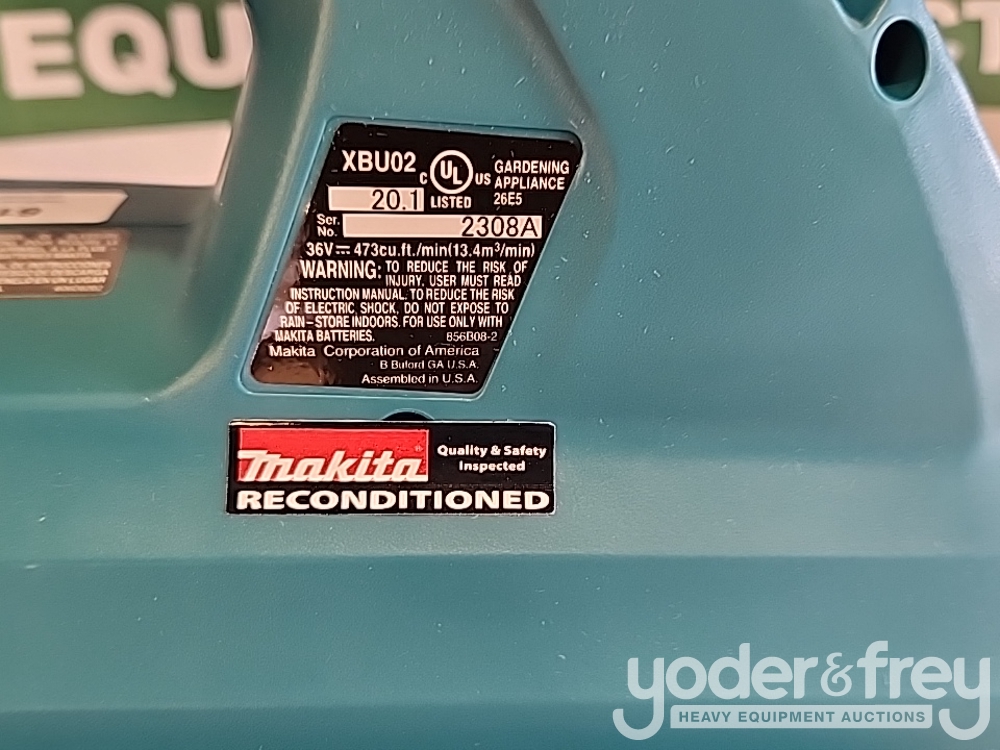 EQU
CT
XBU02
C UL US
GARDENING
APPLIANCE
20.1 LISTED 26E5
Ser.
No. 2308A
36V⎓473cu.ft./min(13.4m³/min)
WARNING: TO REDUCE THE RISK OF
INJURY, USER MUST READ
INSTRUCTION MANUAL. TO REDUCE THE RISK
OF ELECTRIC SHOCK, DO NOT EXPOSE TO
RAIN-STORE INDOORS. FOR USE ONLY WITH
MAKITA BATTERIES. 856B08-2
Makita Corporation of America
B Buford GA U.S.A.
Assembled in U.S.A.
makita® Quality & Safety
Inspected
RECONDITIONED
yoder&frey
HEAVY EQUIPMENT AUCTIONS